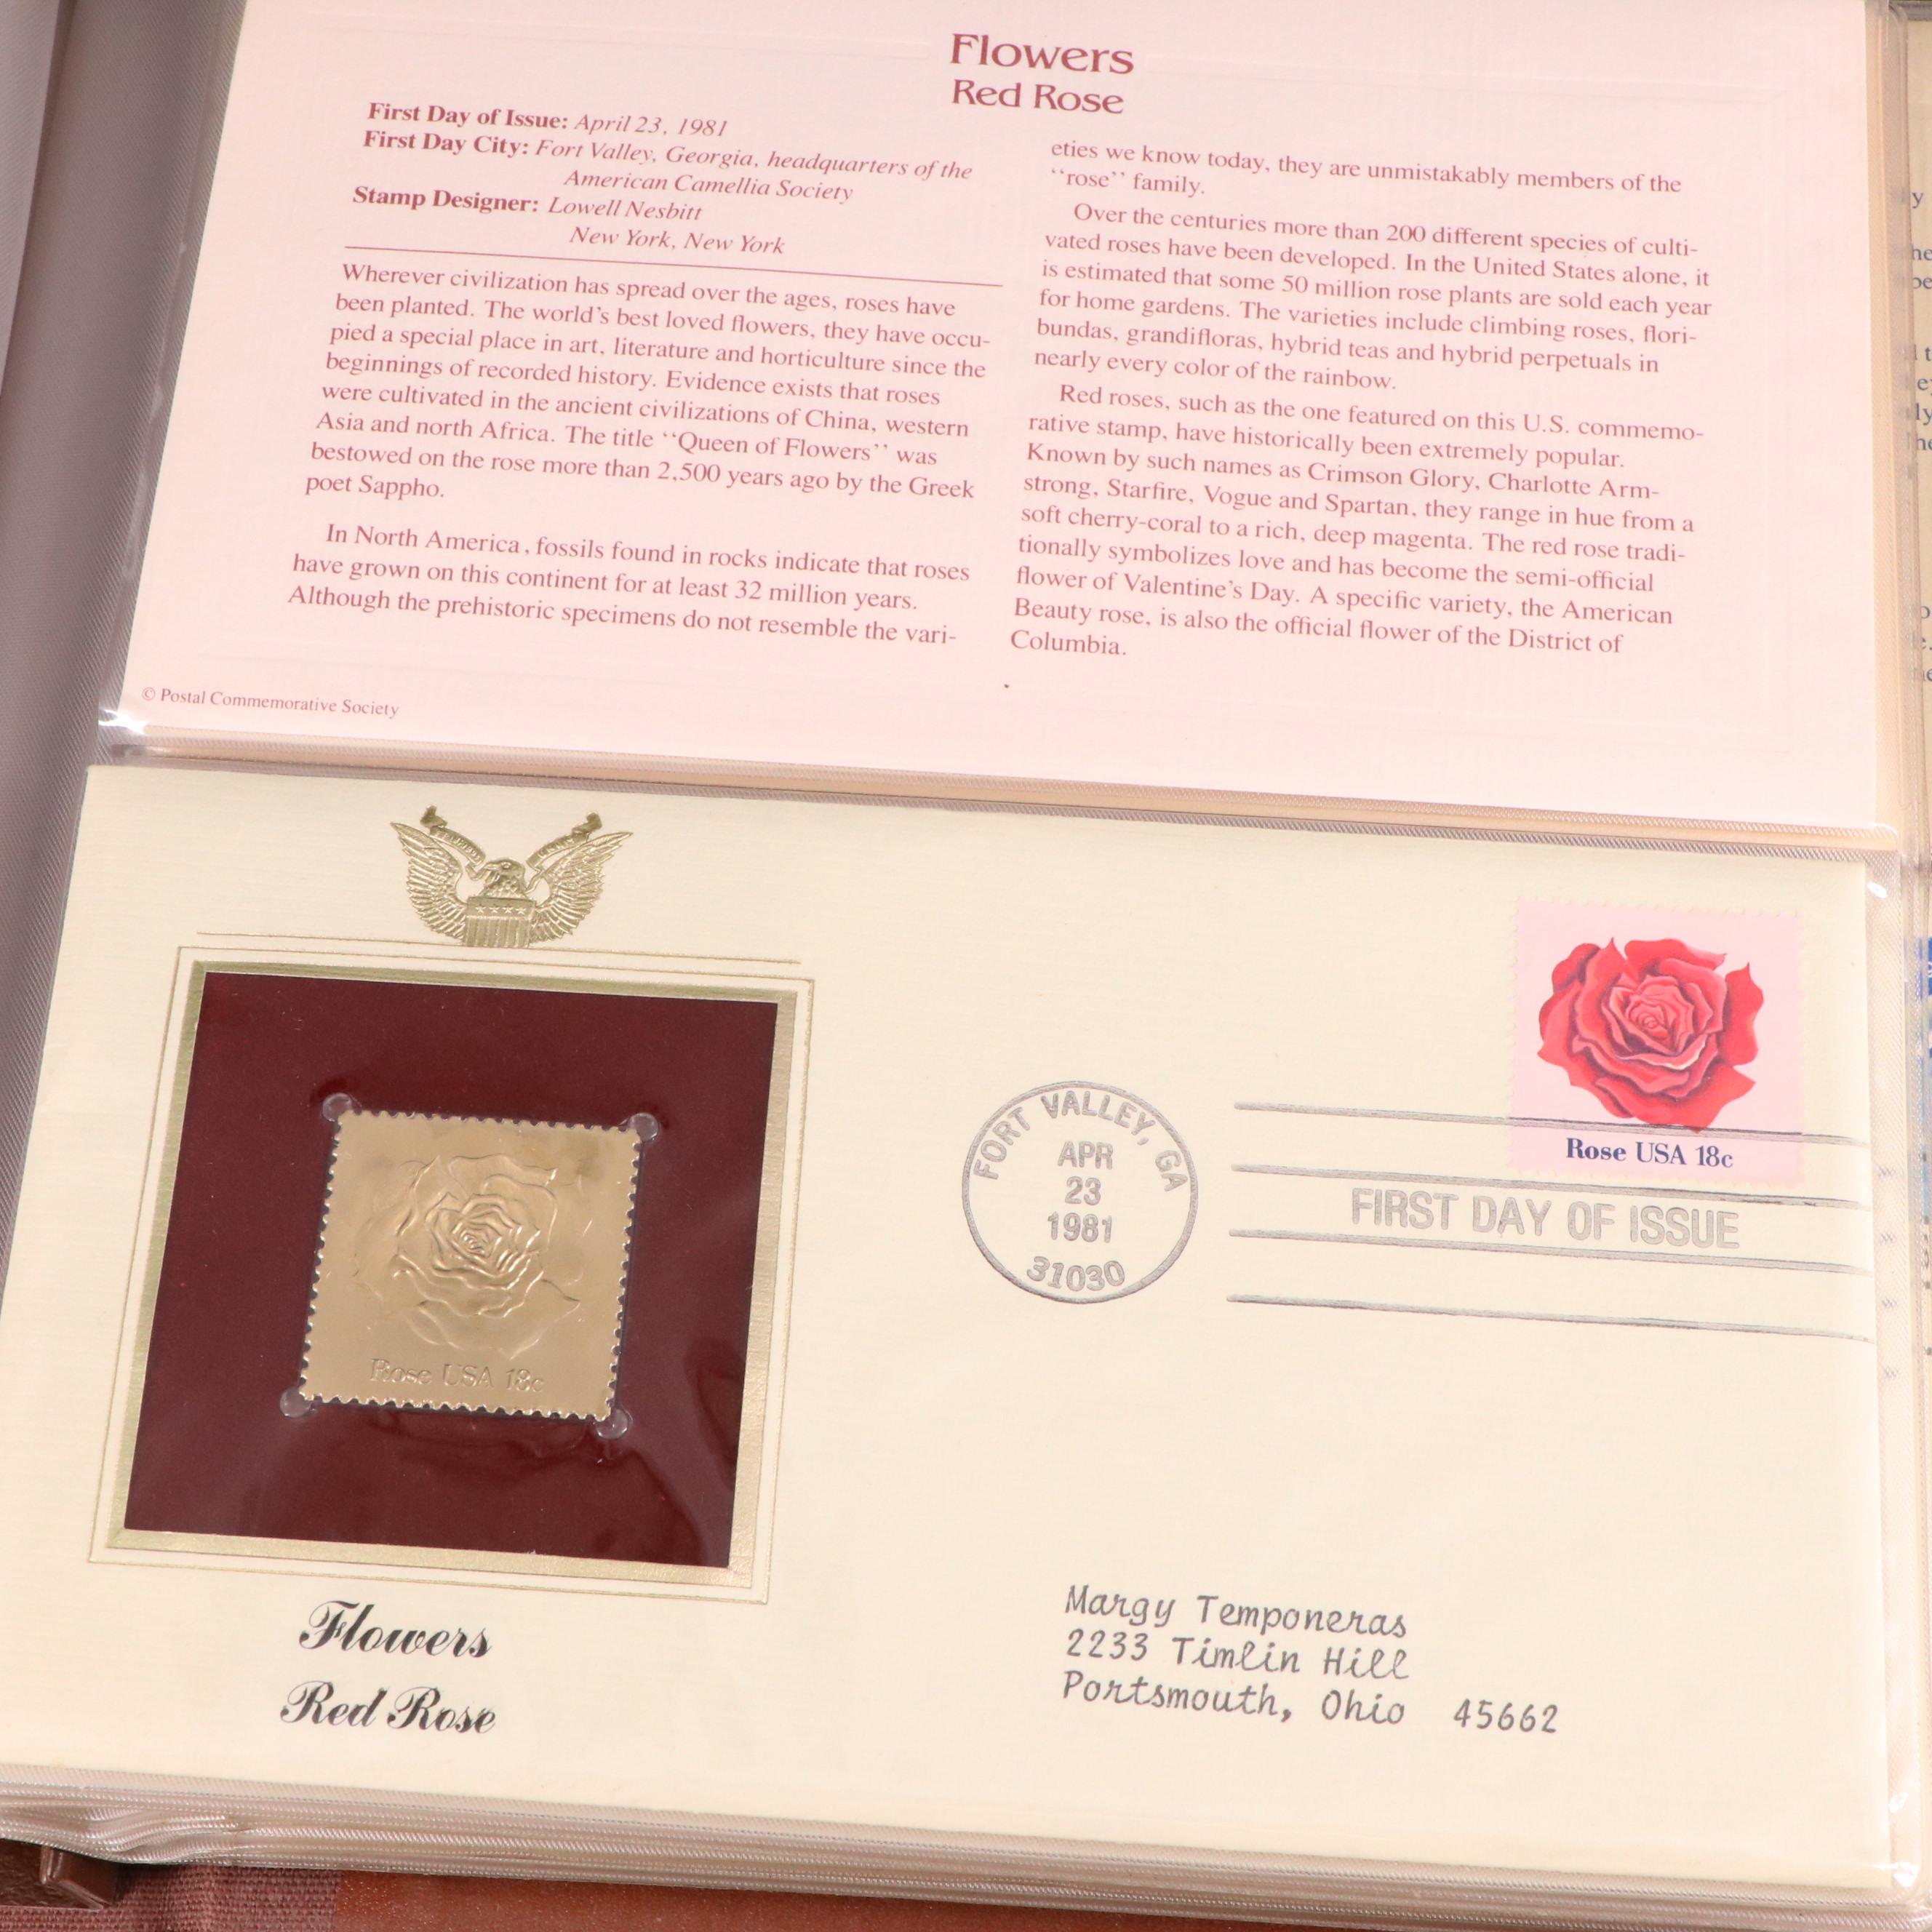 Flowers
Red Rose
First Day of Issue: April 23, 1981
First Day City: Fort Valley, Georgia, headquarters of the
American Camellia Society
Stamp Designer: Lowell Nesbitt
New York, New York
Wherever civilization has spread over the ages, roses have
been planted. The world's best loved flowers, they have occu-
pied a special place in art, literature and horticulture since the
beginnings of recorded history. Evidence exists that roses
were cultivated in the ancient civilizations of China, western
Asia and north Africa. The title ‘‘Queen of Flowers’’ was
bestowed on the rose more than 2,500 years ago by the Greek
poet Sappho.
In North America, fossils found in rocks indicate that roses
have grown on this continent for at least 32 million years.
Although the prehistoric specimens do not resemble the vari-
eties we know today, they are unmistakably members of the
‘‘rose’’ family.
Over the centuries more than 200 different species of culti-
vated roses have been developed. In the United States alone, it
is estimated that some 50 million rose plants are sold each year
for home gardens. The varieties include climbing roses, flori-
bundas, grandifloras, hybrid teas and hybrid perpetuals in
nearly every color of the rainbow.
Red roses, such as the one featured on this U.S. commemo-
rative stamp, have historically been extremely popular.
Known by such names as Crimson Glory, Charlotte Arm-
strong, Starfire, Vogue and Spartan, they range in hue from a
soft cherry-coral to a rich, deep magenta. The red rose tradi-
tionally symbolizes love and has become the semi-official
flower of Valentine's Day. A specific variety, the American
Beauty rose, is also the official flower of the District of
Columbia.
© Postal Commemorative Society
Rose USA 18c
FORT VALLEY, GA
APR
23
1981
31030
FIRST DAY OF ISSUE
Rose USA 18c
Flowers
Red Rose
Margy Temponeras
2233 Timlin Hill
Portsmouth, Ohio 45662